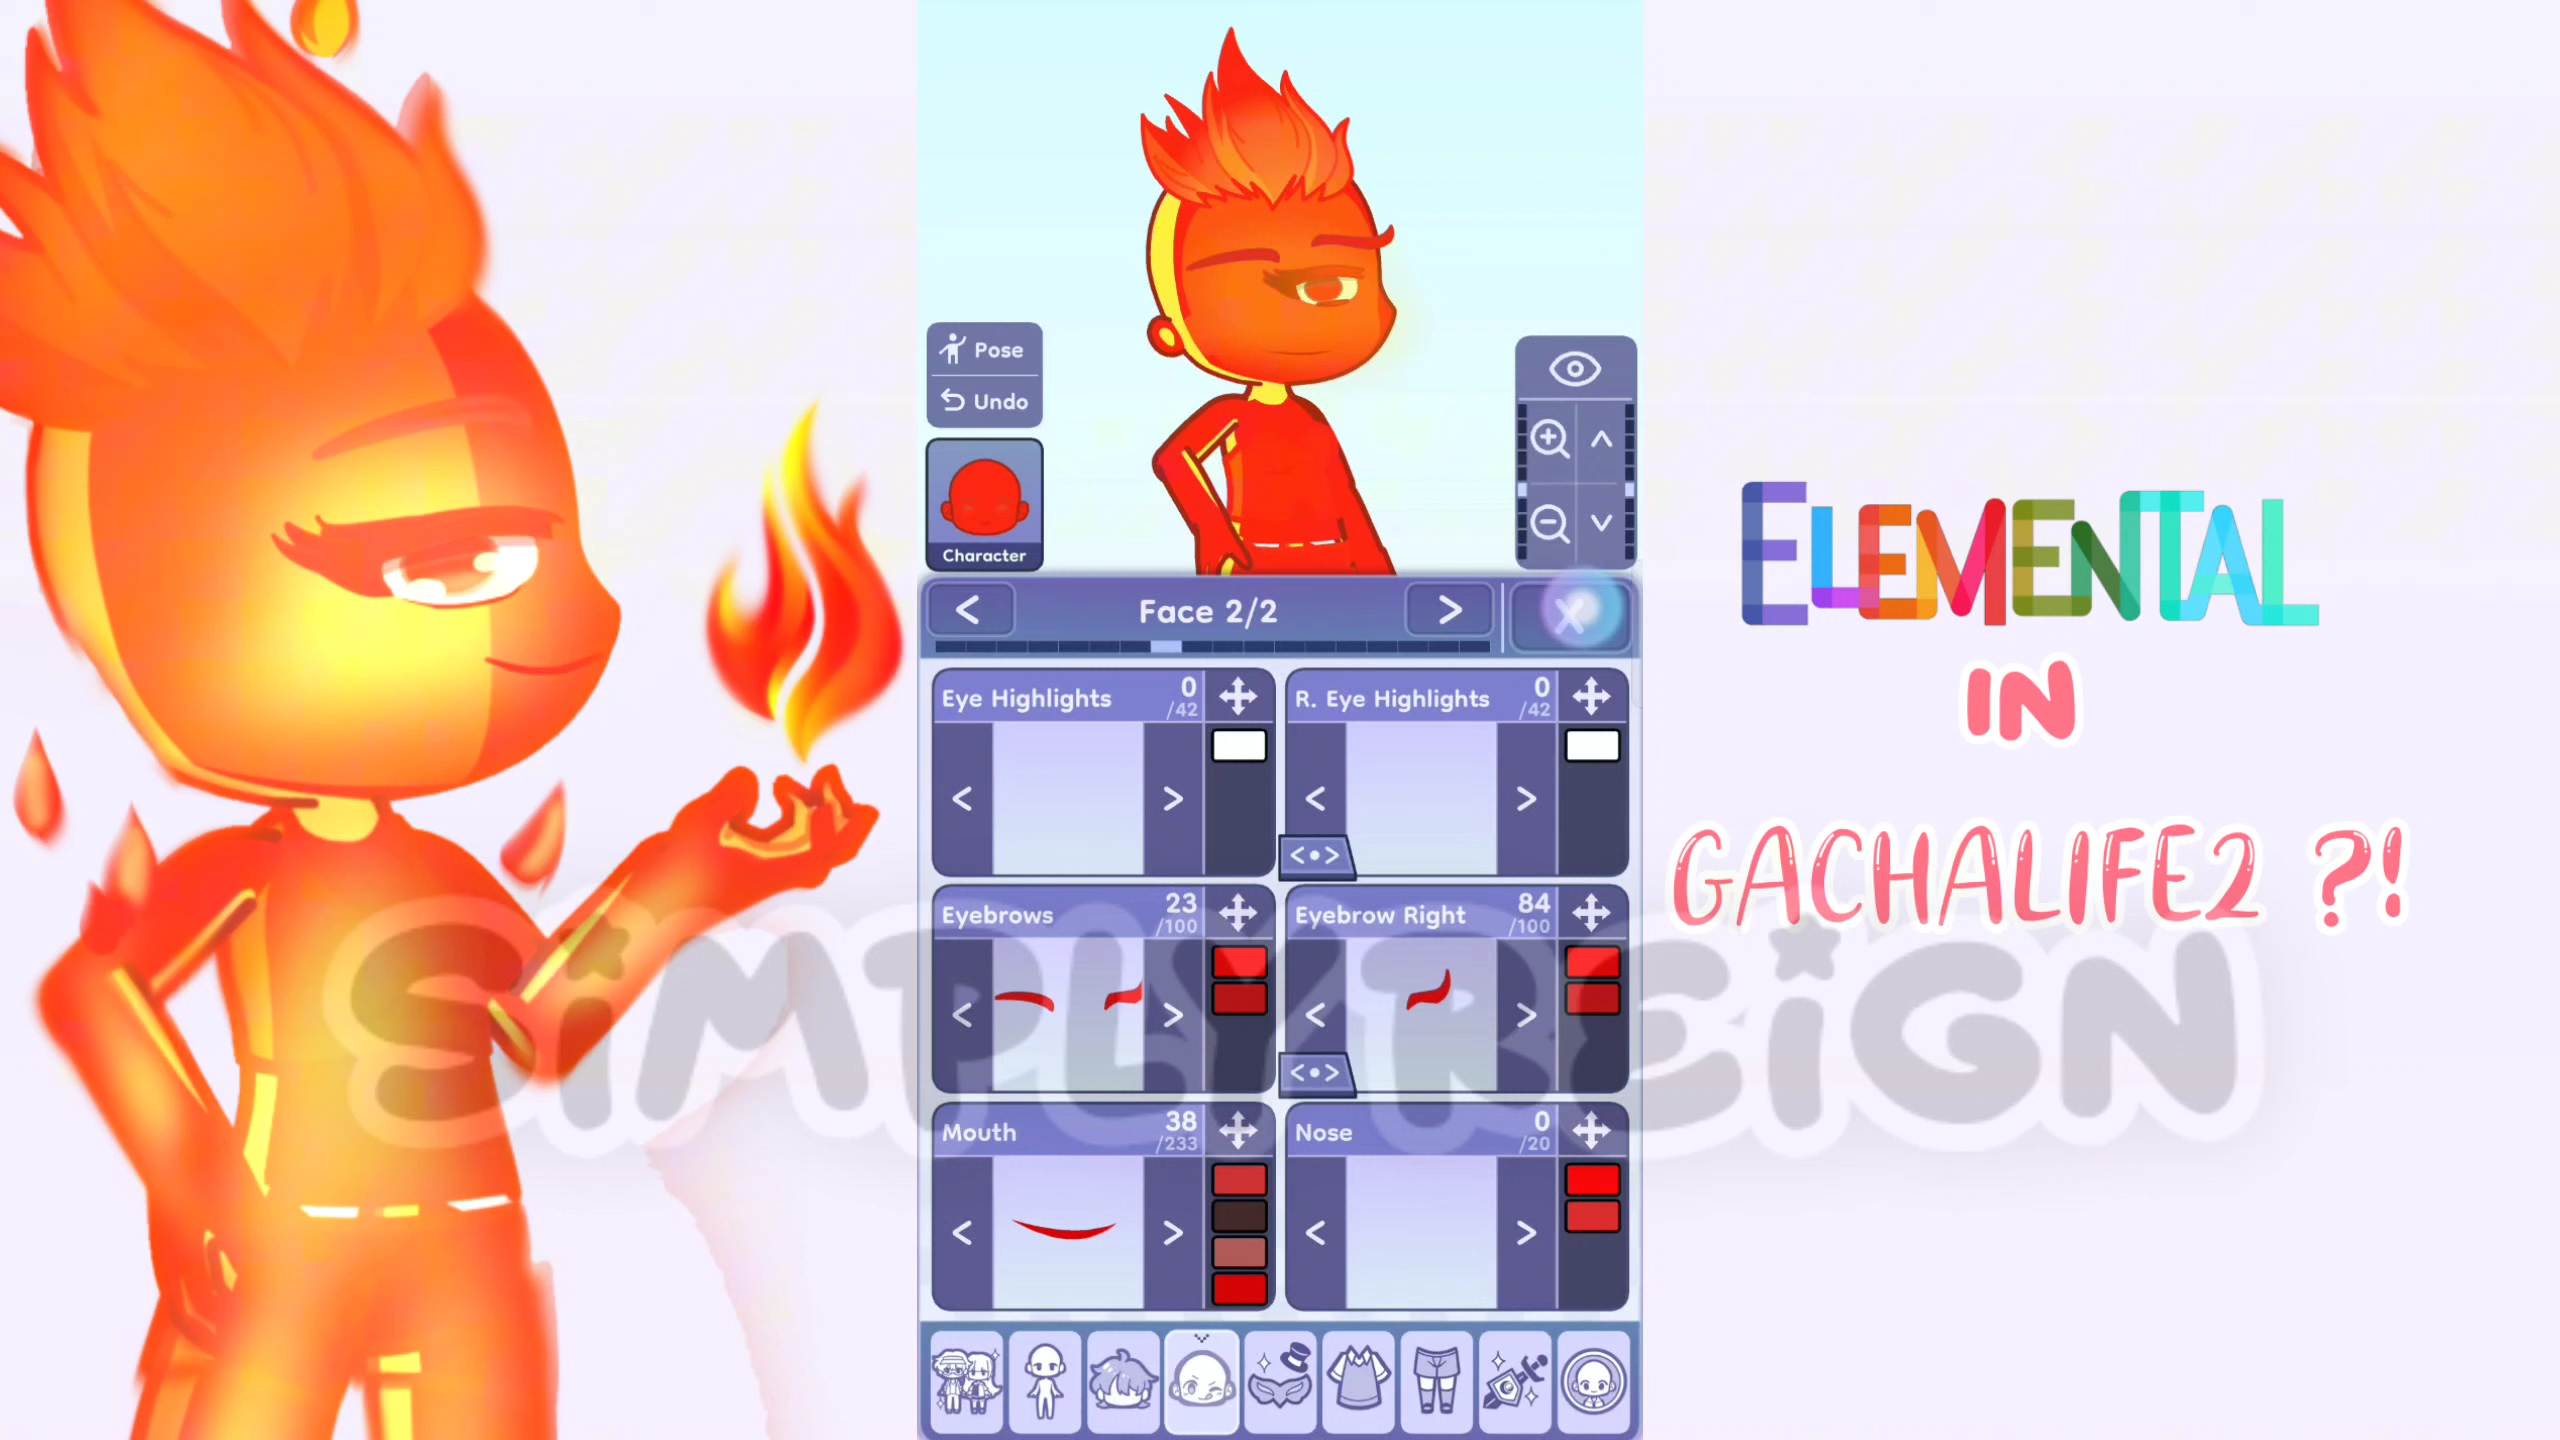 Pose
Undo
Character
Face 2/2
X
Eye Highlights 0 /42
R. Eye Highlights 0 /42
Eyebrows 23 /100
Eyebrow Right 84 /100
Mouth 38 /233
Nose 0 /20
ELEMENTAL
IN
GACHALIFE2 ?!
SiMPLYREiGN